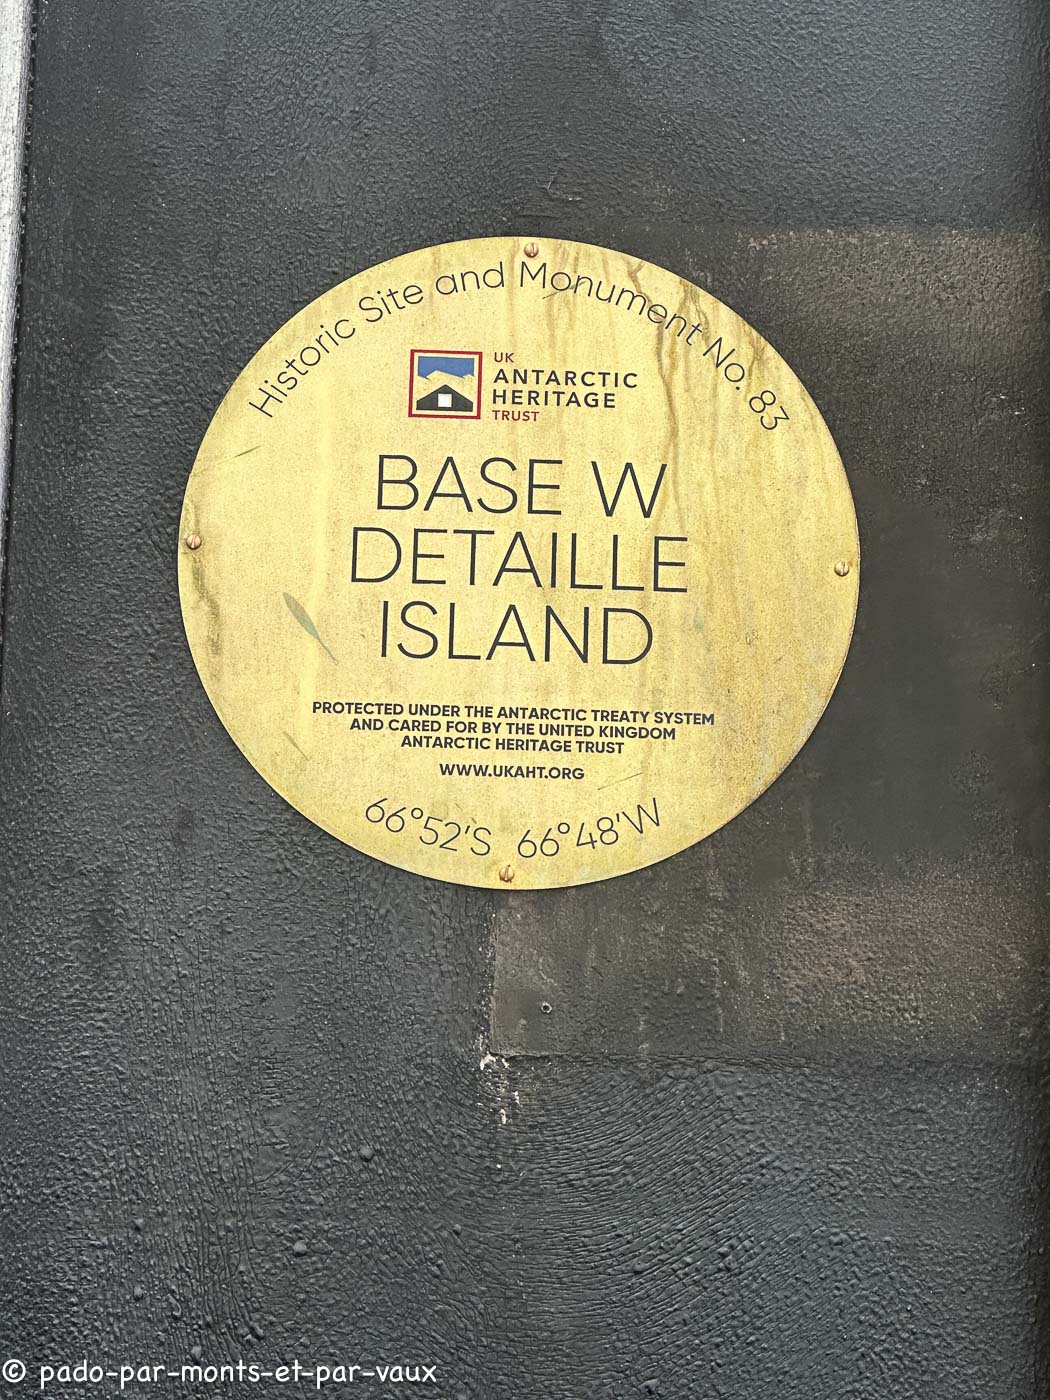 Historic Site and Monument No. 83
UK
ANTARCTIC
HERITAGE
TRUST
BASE W
DETAILLE
ISLAND
PROTECTED UNDER THE ANTARCTIC TREATY SYSTEM
AND CARED FOR BY THE UNITED KINGDOM
ANTARCTIC HERITAGE TRUST
WWW.UKAHT.ORG
66°52'S 66°48'W
© pado-par-monts-et-par-vaux